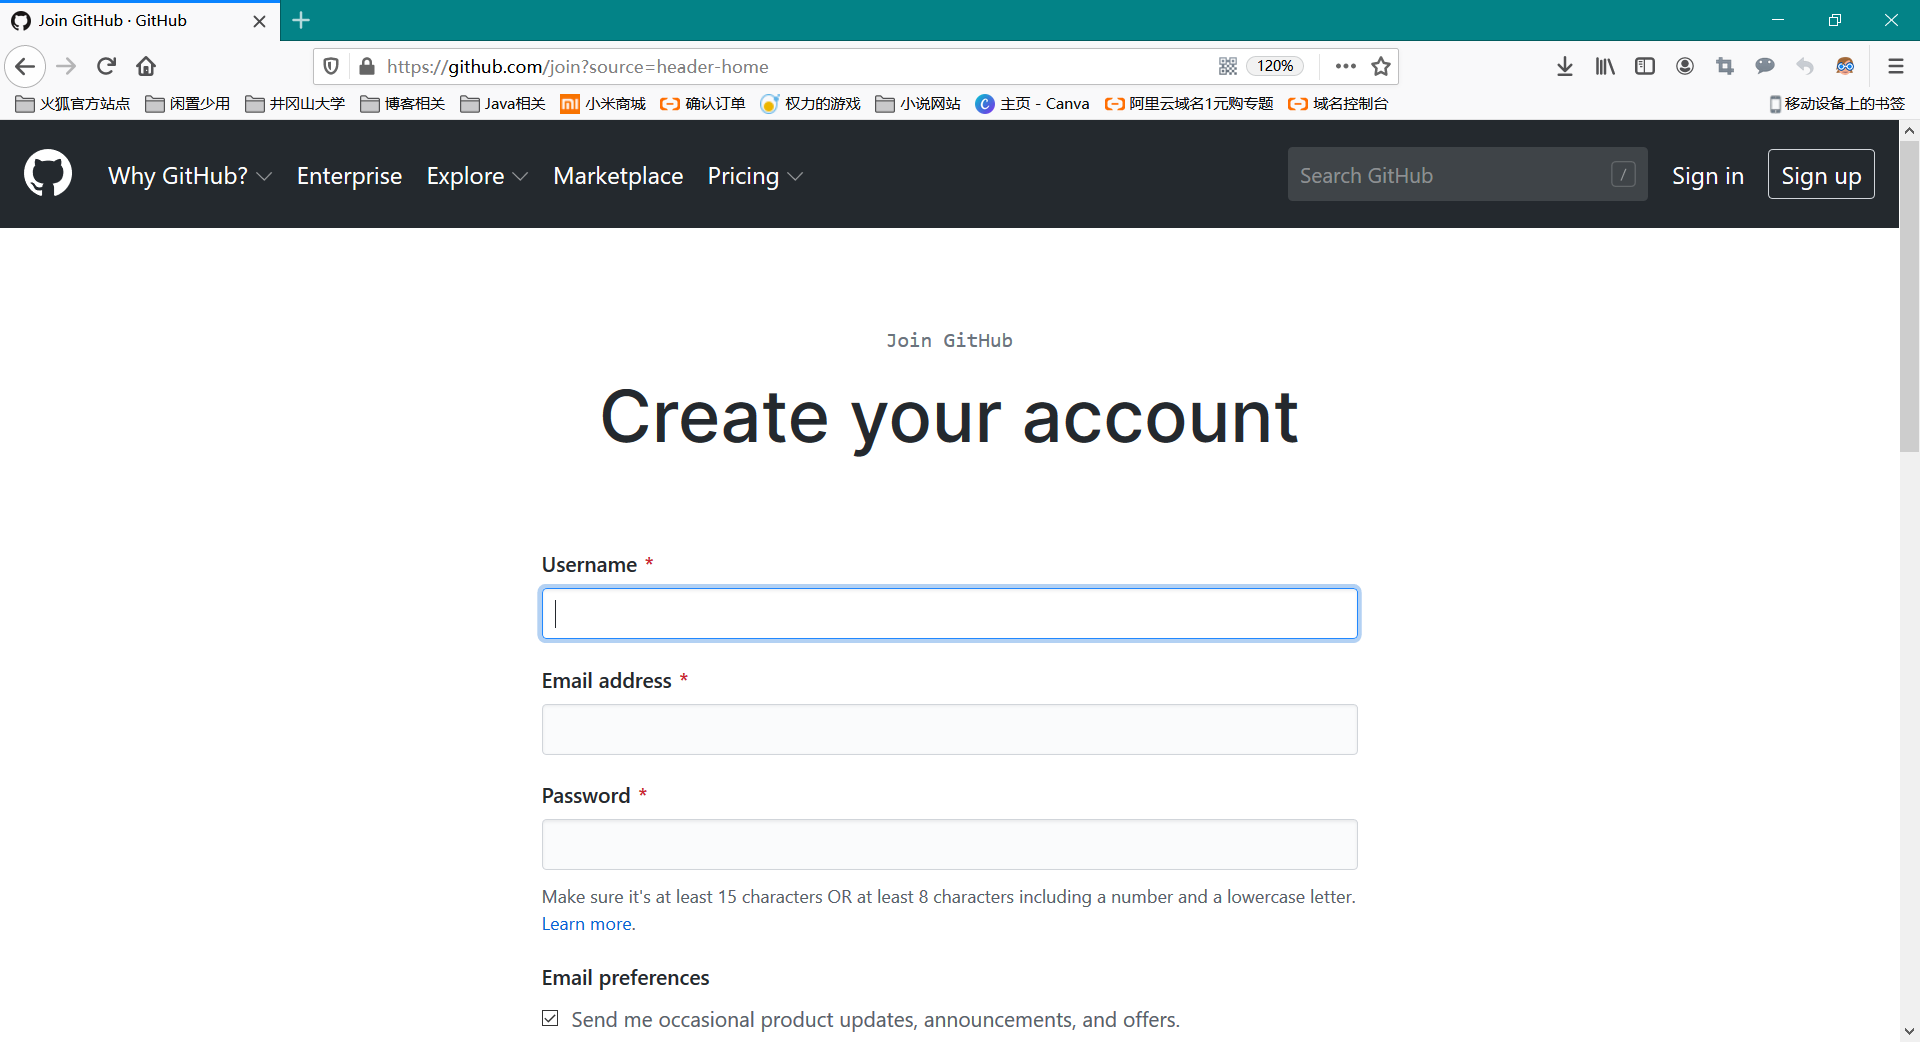 Join GitHub · GitHub
https://github.com/join?source=header-home 120%
火狐官方站点 闲置少用 井冈山大学 博客相关 Java相关 小米商城 确认订单 权力的游戏 小说网站 主页 - Canva 阿里云域名1元购专题 域名控制台 移动设备上的书签
Why GitHub? Enterprise Explore Marketplace Pricing Search GitHub / Sign in Sign up
Join GitHub
Create your account
Username *
Email address *
Password *
Make sure it's at least 15 characters OR at least 8 characters including a number and a lowercase letter.
Learn more.
Email preferences
Send me occasional product updates, announcements, and offers.